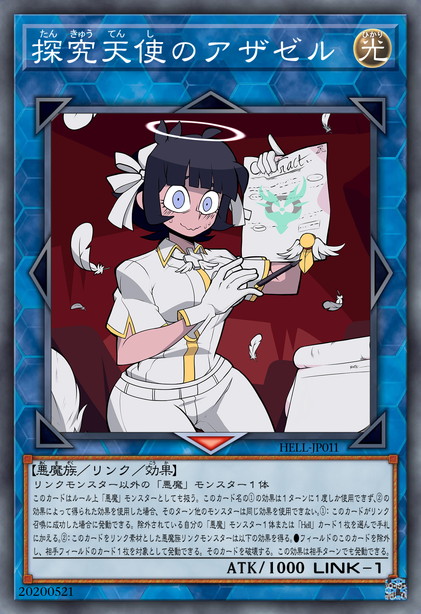 たん きゅう てん し
探究天使のアザゼル
ひかり
光
ract
HELL-JP011
【悪魔族／リンク／効果】
リンクモンスター以外の「悪魔」モンスター１体
このカードはルール上「悪魔」モンスターとしても扱う。このカード名の①の効果は１ターンに１度しか使用できず、②の
効果によって得られた効果を使用した場合、そのターン他のモンスターは同じ効果を使用できない。①：このカードがリンク
召喚に成功した場合に発動できる。除外されている自分の「悪魔」モンスター１体または「Hell」カード１枚を選んで手札
に加える。②：このカードをリンク素材とした悪魔族リンクモンスターは以下の効果を得る。●フィールドのこのカードを除外
し、相手フィールドのカード１枚を対象として発動できる。そのカードを破壊する。この効果は相手ターンでも発動できる。
ATK/1000 LINK-1
20200521